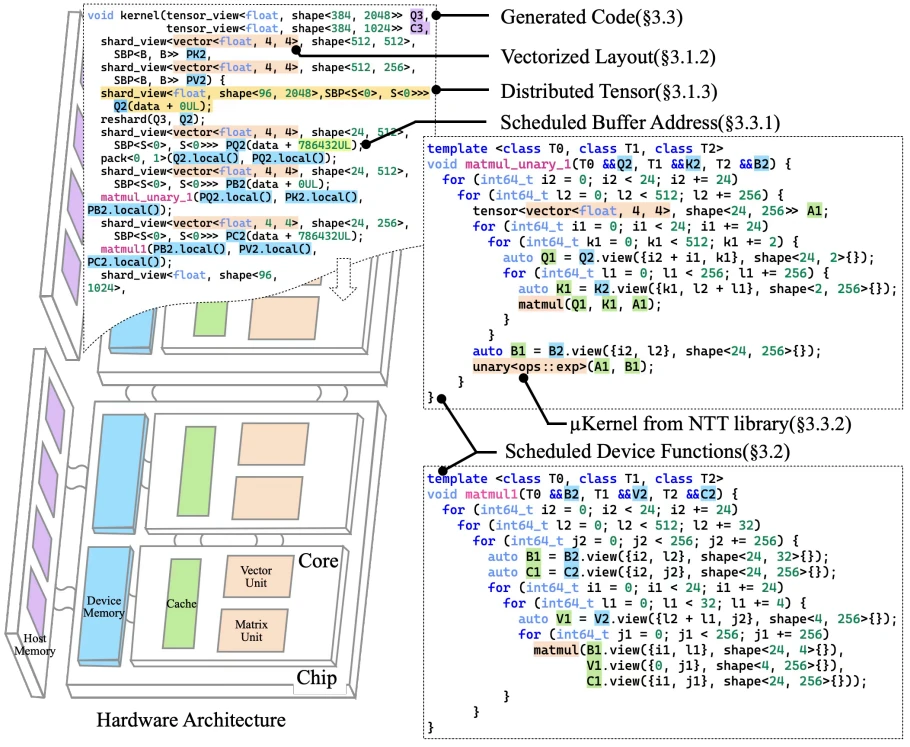 void kernel(tensor_view<float, shape<384, 2048>> Q3,
tensor_view<float, shape<384, 1024>> C3,
shard_view<vector<float, 4, 4>, shape<512, 512>,
SBP<B, B>> PK2,
shard_view<vector<float, 4, 4>, shape<512, 256>,
SBP<B, B>> PV2) {
shard_view<float, shape<96, 2048>,SBP<S<0>, S<0>>>
Q2(data + 0UL);
reshard(Q3, Q2);
shard_view<vector<float, 4, 4>, shape<24, 512>,
SBP<S<0>, S<0>>> PQ2(data + 786432UL);
pack<0, 1>(Q2.local(), PQ2.local());
shard_view<vector<float, 4, 4>, shape<24, 512>,
SBP<S<0>, S<0>>> PB2(data + 0UL);
matmul_unary_1(PQ2.local(), PK2.local(),
PB2.local());
shard_view<vector<float, 4, 4>, shape<24, 256>,
SBP<S<0>, S<0>>> PC2(data + 786432UL);
matmul1(PB2.local(), PV2.local(),
PC2.local());
shard_view<float, shape<96,
1024>,
Generated Code(§3.3)
Vectorized Layout(§3.1.2)
Distributed Tensor(§3.1.3)
Scheduled Buffer Address(§3.3.1)
template <class T0, class T1, class T2>
void matmul_unary_1(T0 &&Q2, T1 &&K2, T2 &&B2) {
for (int64_t i2 = 0; i2 < 24; i2 += 24)
for (int64_t l2 = 0; l2 < 512; l2 += 256) {
tensor<vector<float, 4, 4>, shape<24, 256>> A1;
for (int64_t i1 = 0; i1 < 24; i1 += 24)
for (int64_t k1 = 0; k1 < 512; k1 += 2) {
auto Q1 = Q2.view({i2 + i1, k1}, shape<24, 2>{});
for (int64_t l1 = 0; l1 < 256; l1 += 256) {
auto K1 = K2.view({k1, l2 + l1}, shape<2, 256>{});
matmul(Q1, K1, A1);
}
}
auto B1 = B2.view({i2, l2}, shape<24, 256>{});
unary<ops::exp>(A1, B1);
}
}
μKernel from NTT library(§3.3.2)
Scheduled Device Functions(§3.2)
template <class T0, class T1, class T2>
void matmul1(T0 &&B2, T1 &&V2, T2 &&C2) {
for (int64_t i2 = 0; i2 < 24; i2 += 24)
for (int64_t l2 = 0; l2 < 512; l2 += 32)
for (int64_t j2 = 0; j2 < 256; j2 += 256) {
auto B1 = B2.view({i2, l2}, shape<24, 32>{});
auto C1 = C2.view({i2, j2}, shape<24, 256>{});
for (int64_t i1 = 0; i1 < 24; i1 += 24)
for (int64_t l1 = 0; l1 < 32; l1 += 4) {
auto V1 = V2.view({l2 + l1, j2}, shape<4, 256>{});
for (int64_t j1 = 0; j1 < 256; j1 += 256)
matmul(B1.view({i1, l1}, shape<24, 4>{}),
V1.view({0, j1}, shape<4, 256>{}),
C1.view({i1, j1}, shape<24, 256>{}));
}
}
}
Core
Vector
Unit
Matrix
Unit
Cache
Device
Memory
Host
Memory
Chip
Hardware Architecture